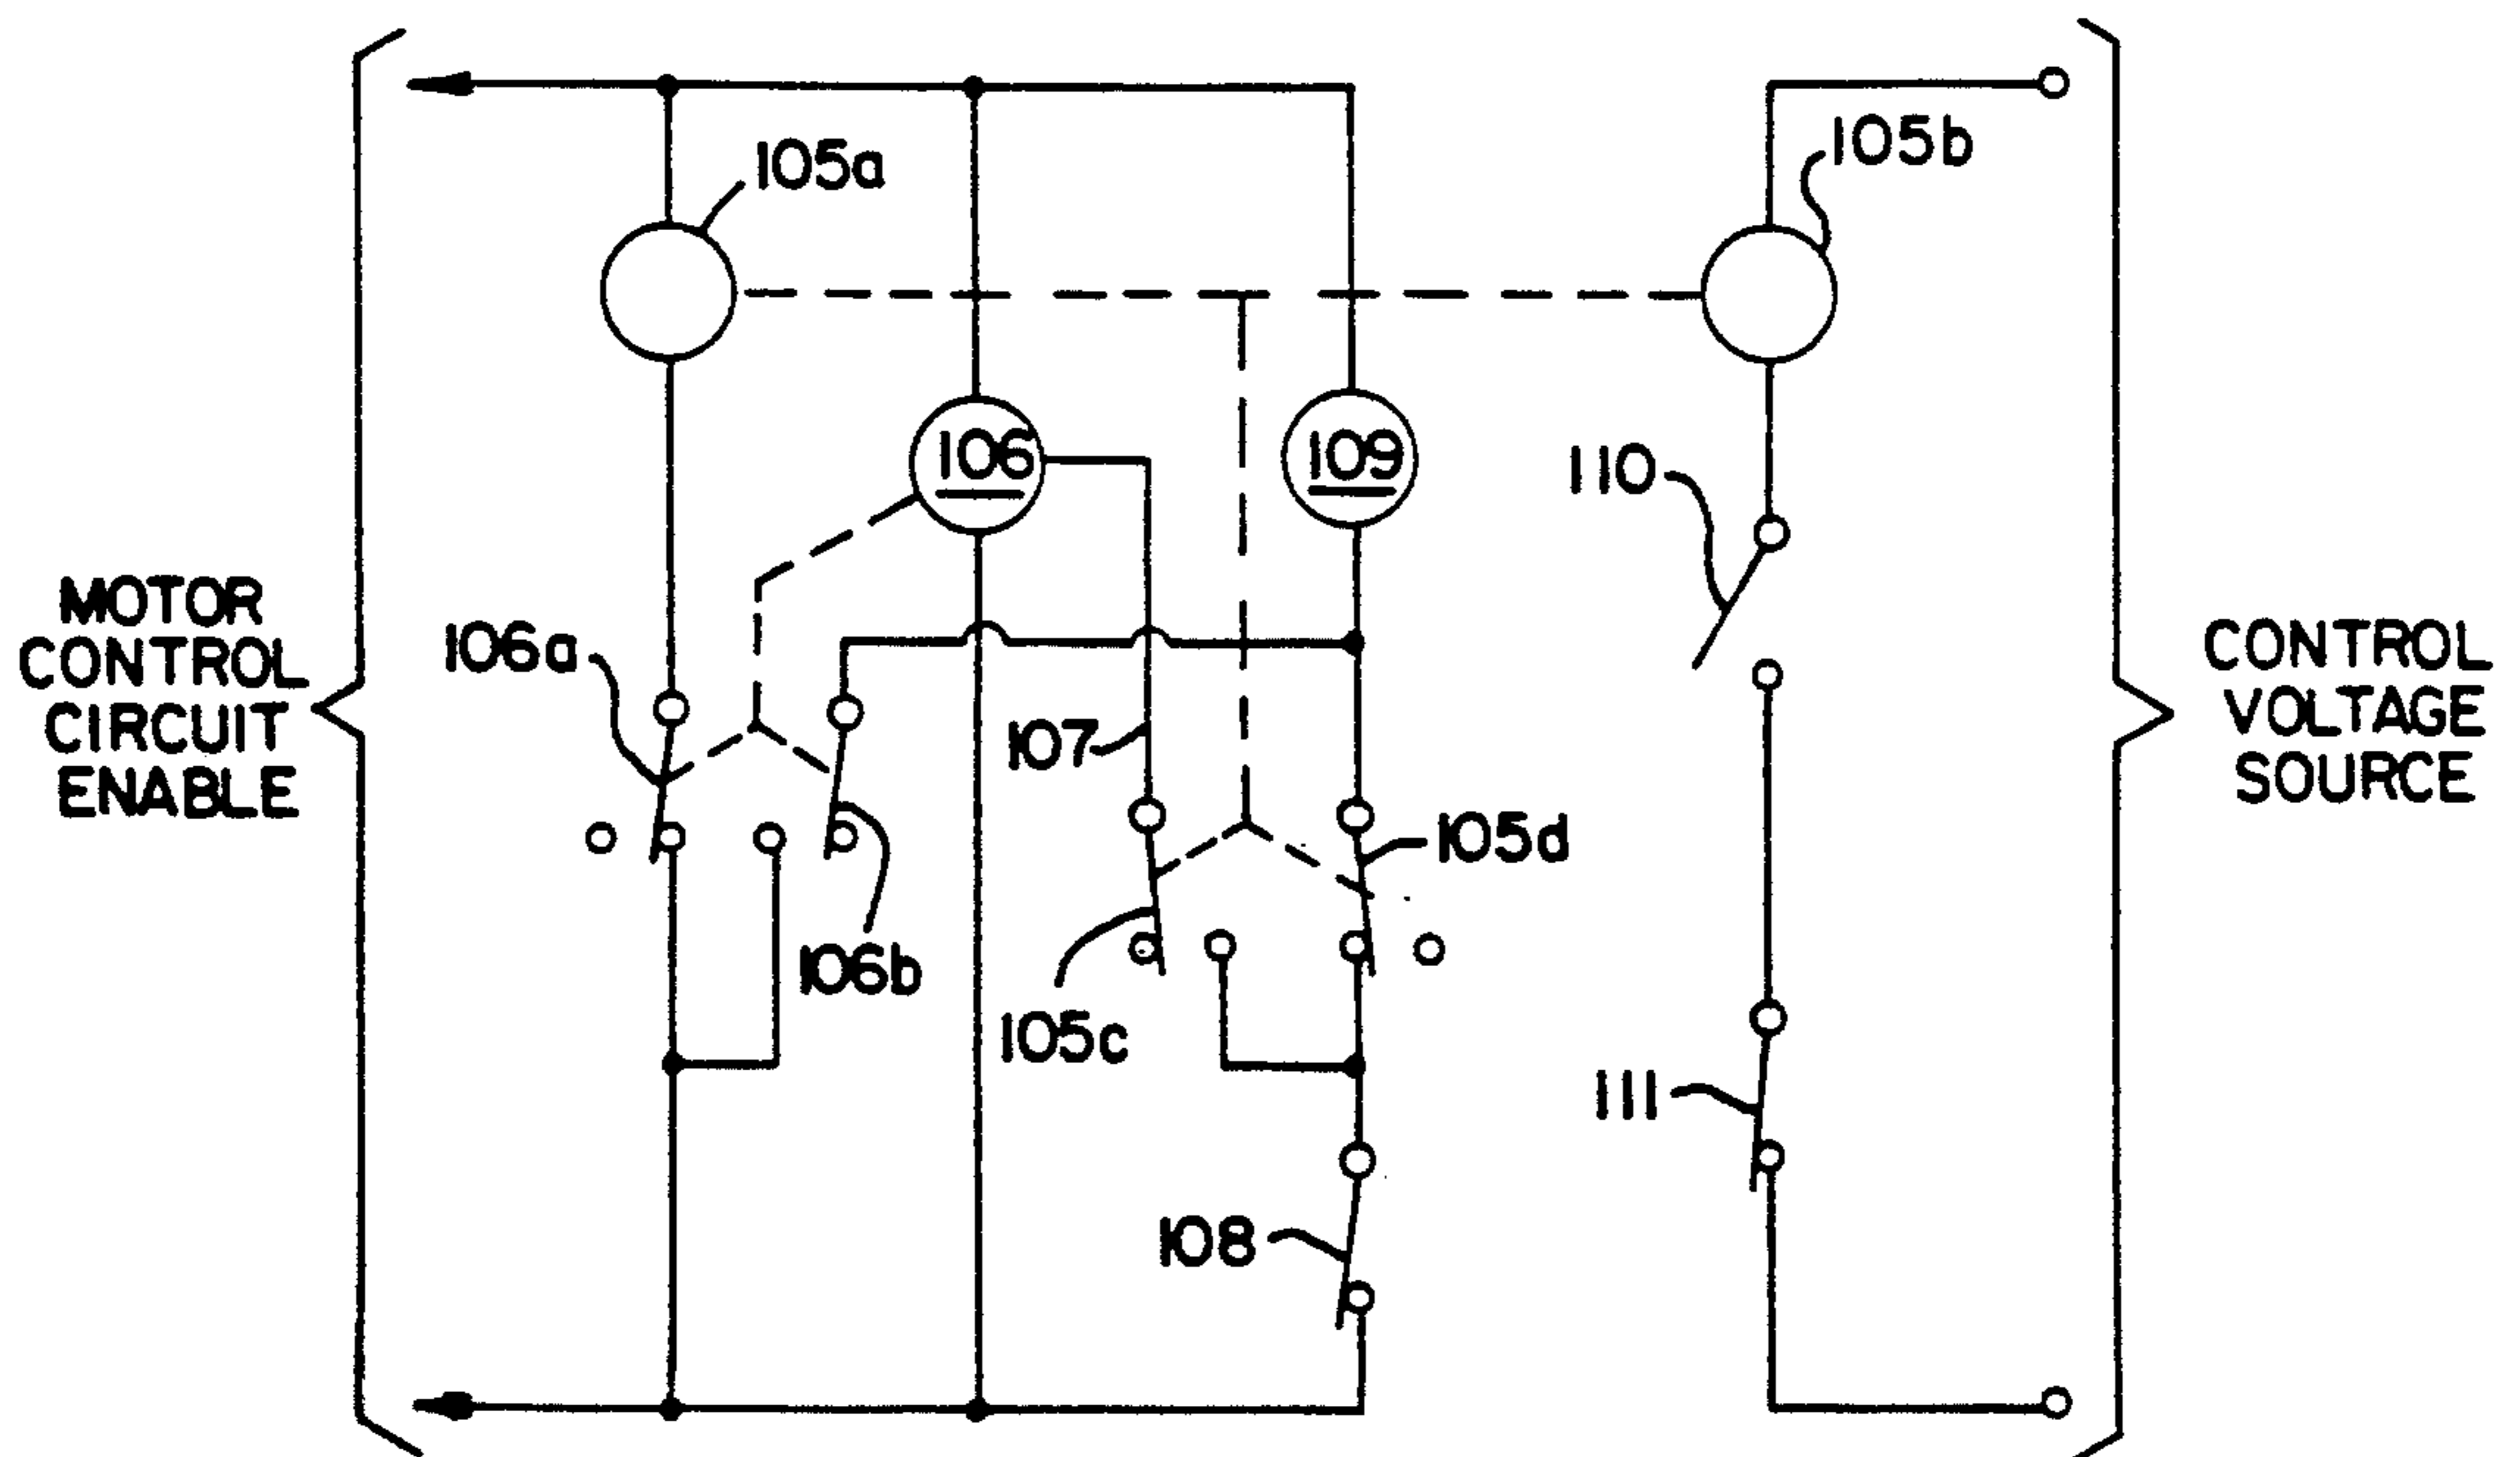 105a
105b
106
109
110
MOTOR
CONTROL
CIRCUIT
ENABLE
106a
107
CONTROL
VOLTAGE
SOURCE
105d
106b
105c
111
108